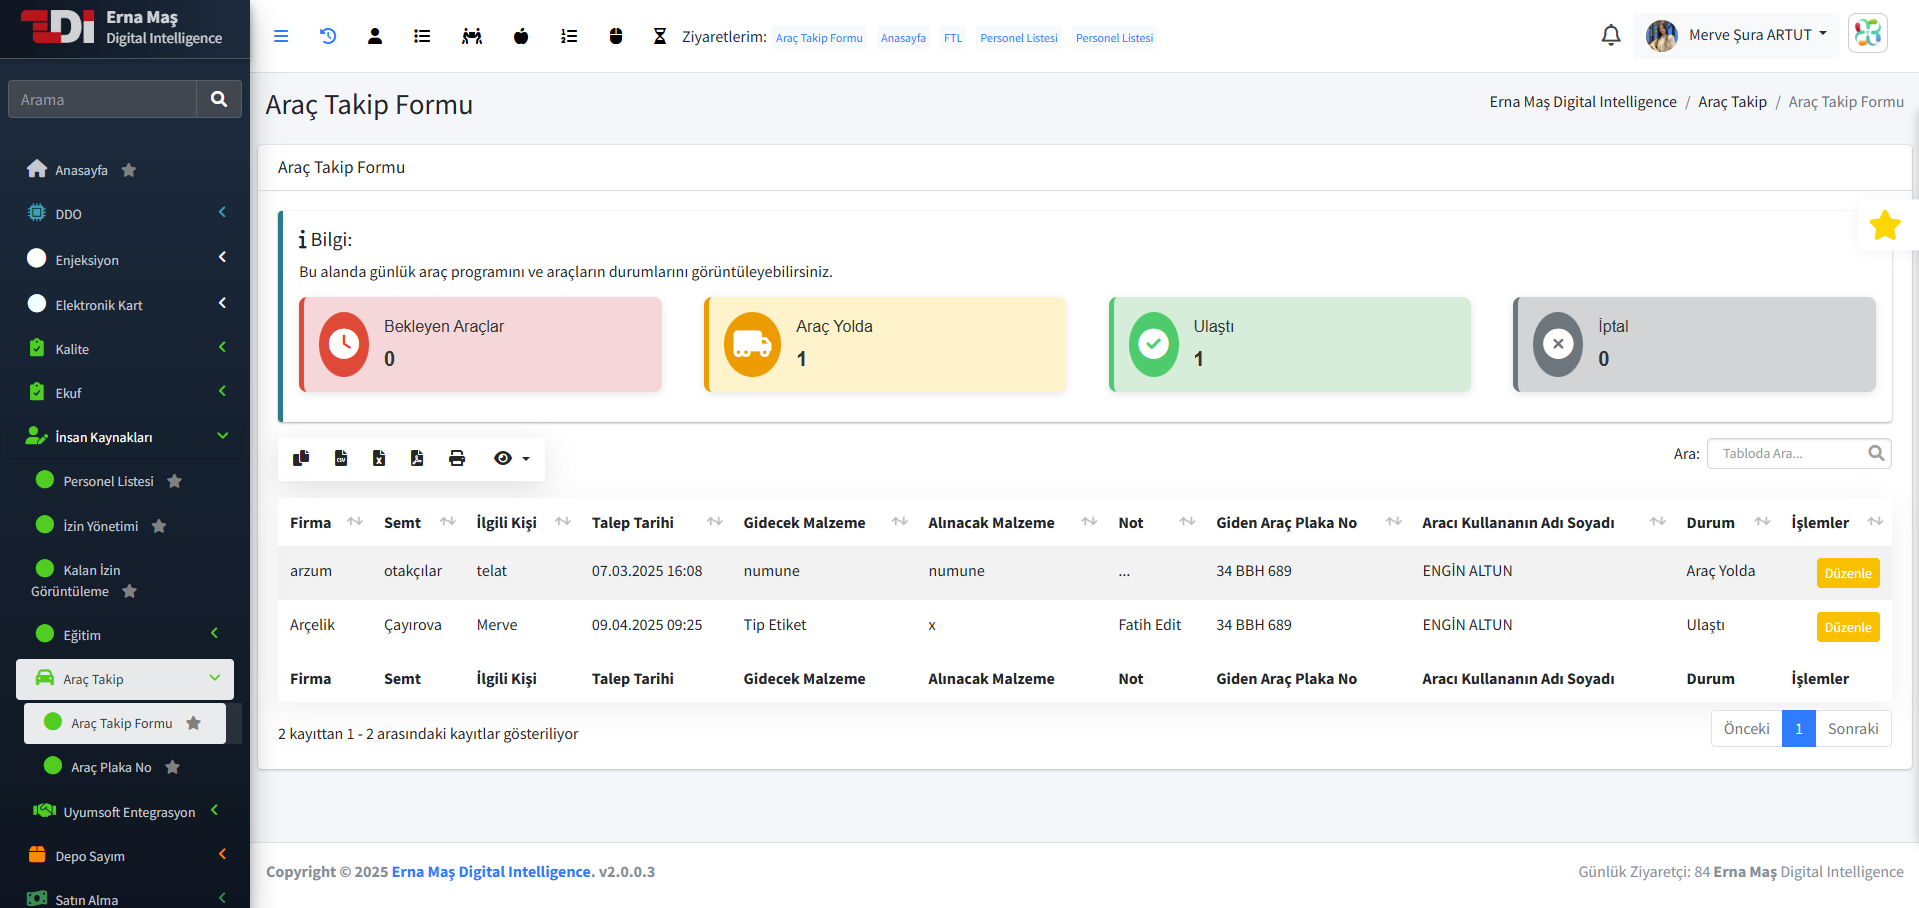 EDI Erna Maş
Digital Intelligence
Ziyaretlerim: Araç Takip Formu Anasayfa FTL Personel Listesi Personel Listesi
Merve Şura ARTUT
Arama
Araç Takip Formu
Erna Maş Digital Intelligence / Araç Takip / Araç Takip Formu
Anasayfa
DDO
Enjeksiyon
Elektronik Kart
Kalite
Ekuf
İnsan Kaynakları
Personel Listesi
İzin Yönetimi
Kalan İzin
Görüntüleme
Eğitim
Araç Takip
Araç Takip Formu
Araç Plaka No
Uyumsoft Entegrasyon
Depo Sayım
Satın Alma
Araç Takip Formu
Bilgi:
Bu alanda günlük araç programını ve araçların durumlarını görüntüleyebilirsiniz.
Bekleyen Araçlar
0
Araç Yolda
1
Ulaştı
1
İptal
0
Ara: Tabloda Ara...
Firma Semt İlgili Kişi Talep Tarihi Gidecek Malzeme Alınacak Malzeme Not Giden Araç Plaka No Aracı Kullananın Adı Soyadı Durum İşlemler
arzum otakçılar telat 07.03.2025 16:08 numune numune ... 34 BBH 689 ENGİN ALTUN Araç Yolda Düzenle
Arçelik Çayırova Merve 09.04.2025 09:25 Tip Etiket x Fatih Edit 34 BBH 689 ENGİN ALTUN Ulaştı Düzenle
Firma Semt İlgili Kişi Talep Tarihi Gidecek Malzeme Alınacak Malzeme Not Giden Araç Plaka No Aracı Kullananın Adı Soyadı Durum İşlemler
2 kayıttan 1 - 2 arasındaki kayıtlar gösteriliyor
Önceki 1 Sonraki
Copyright © 2025 Erna Maş Digital Intelligence. v2.0.0.3
Günlük Ziyaretçi: 84 Erna Maş Digital Intelligence